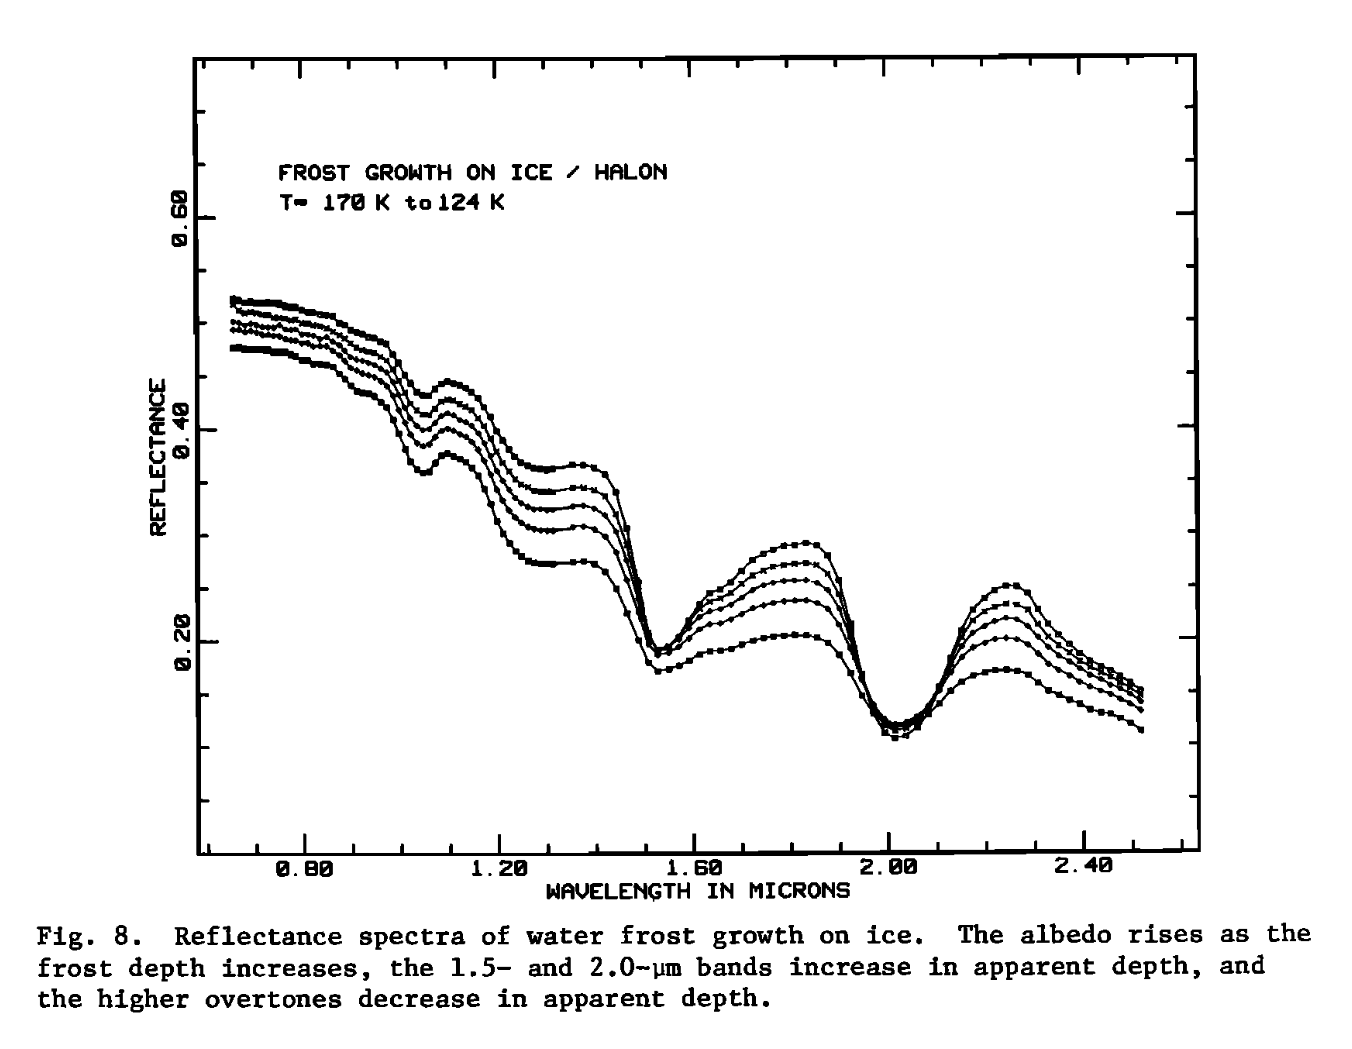 FROST GROWTH ON ICE / HALON
T= 170 K to 124 K
0.60
0.40
0.20
REFLECTANCE
0.80 1.20 1.60 2.00 2.40
WAVELENGTH IN MICRONS
Fig. 8. Reflectance spectra of water frost growth on ice. The albedo rises as the
frost depth increases, the 1.5- and 2.0-μm bands increase in apparent depth, and
the higher overtones decrease in apparent depth.